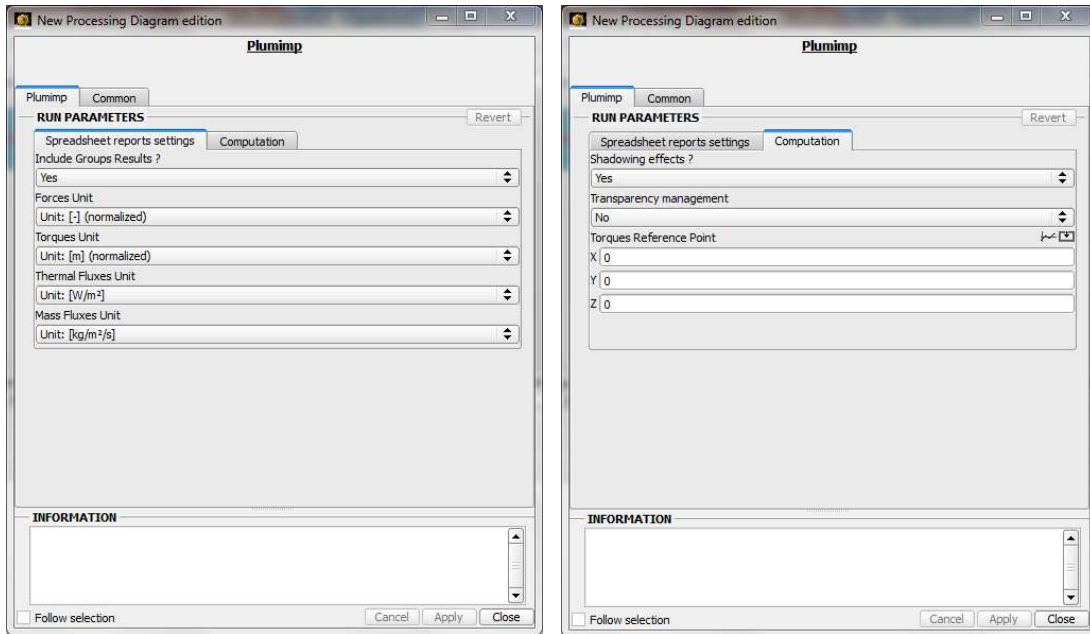 New Processing Diagram edition
Plumimp
Plumimp Common
RUN PARAMETERS Revert
Spreadsheet reports settings Computation
Include Groups Results ?
Yes
Forces Unit
Unit: [-] (normalized)
Torques Unit
Unit: [m] (normalized)
Thermal Fluxes Unit
Unit: [W/m²]
Mass Fluxes Unit
Unit: [kg/m²/s]
INFORMATION
Follow selection Cancel Apply Close
New Processing Diagram edition
Plumimp
Plumimp Common
RUN PARAMETERS Revert
Spreadsheet reports settings Computation
Shadowing effects ?
Yes
Transparency management
No
Torques Reference Point
X 0
Y 0
Z 0
INFORMATION
Follow selection Cancel Apply Close